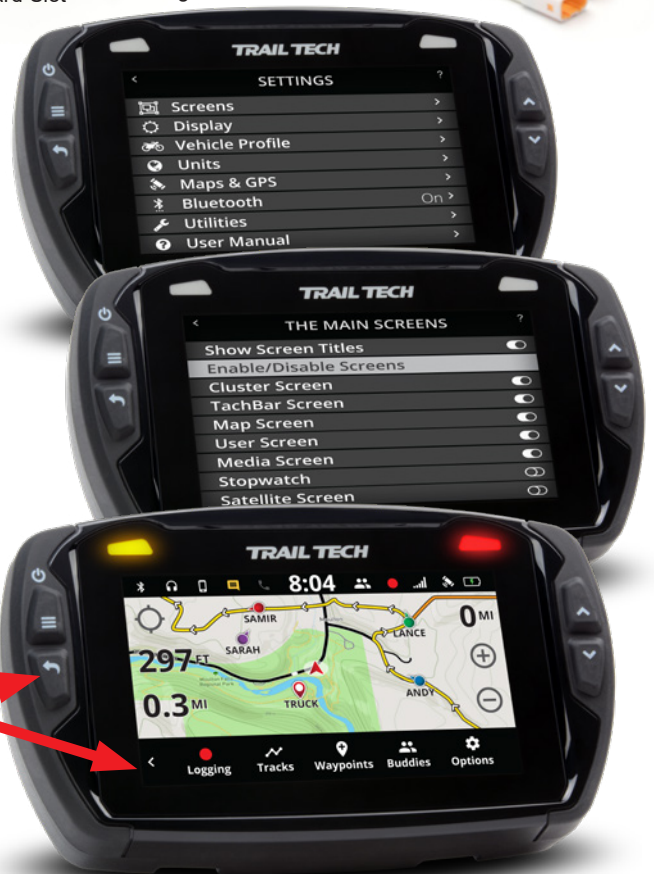 TRAIL TECH
< SETTINGS ?
Screens >
Display >
Vehicle Profile >
Units >
Maps & GPS >
Bluetooth On >
Utilities >
User Manual >
TRAIL TECH
< THE MAIN SCREENS ?
Show Screen Titles
Enable/Disable Screens
Cluster Screen
TachBar Screen
Map Screen
User Screen
Media Screen
Stopwatch
Satellite Screen
TRAIL TECH
8:04
SAMIR
LANCE
0 MI
SARAH
297 FT
ANDY
0.3 MI
TRUCK
< Logging Tracks Waypoints Buddies Options